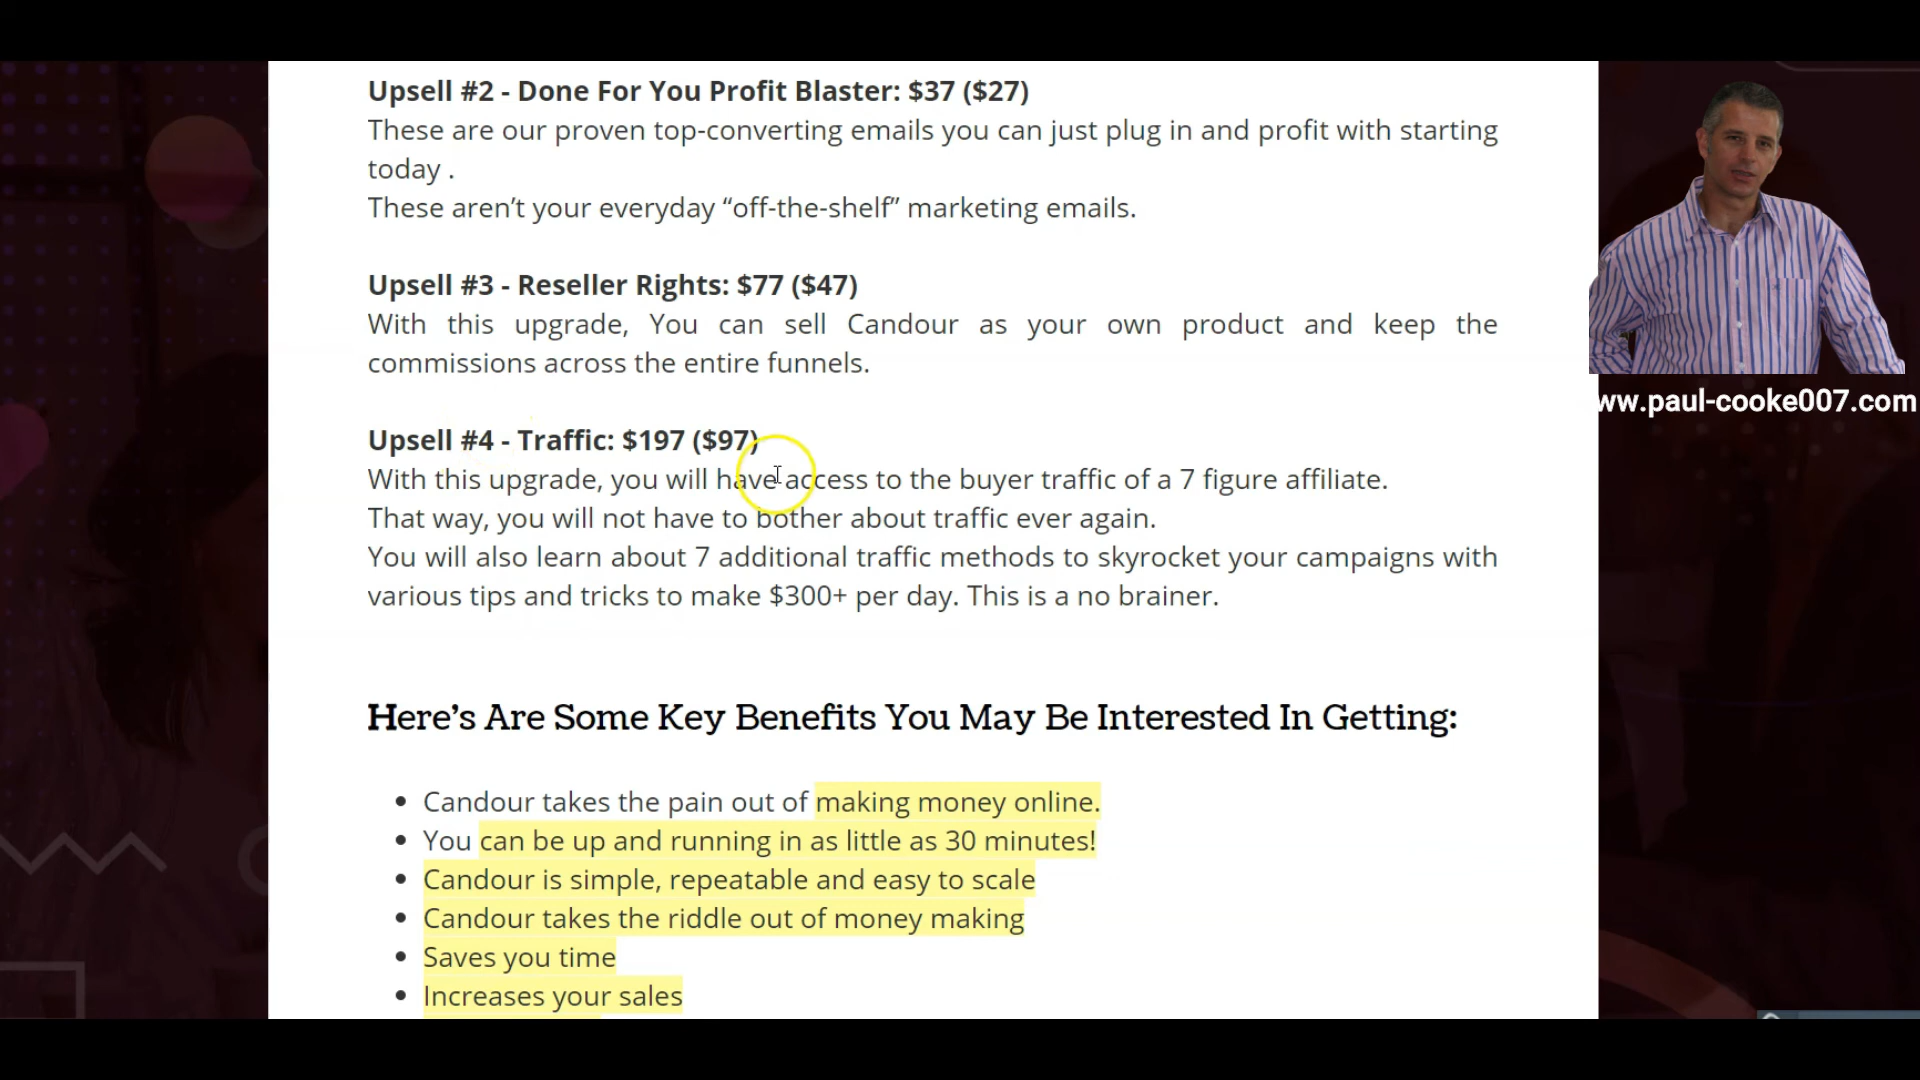 Upsell #2 - Done For You Profit Blaster: $37 ($27)
These are our proven top-converting emails you can just plug in and profit with starting
today .
These aren’t your everyday “off-the-shelf” marketing emails.
Upsell #3 - Reseller Rights: $77 ($47)
With this upgrade, You can sell Candour as your own product and keep the
commissions across the entire funnels.
Upsell #4 - Traffic: $197 ($97)
With this upgrade, you will have access to the buyer traffic of a 7 figure affiliate.
That way, you will not have to bother about traffic ever again.
You will also learn about 7 additional traffic methods to skyrocket your campaigns with
various tips and tricks to make $300+ per day. This is a no brainer.
Here’s Are Some Key Benefits You May Be Interested In Getting:
• Candour takes the pain out of making money online.
• You can be up and running in as little as 30 minutes!
• Candour is simple, repeatable and easy to scale
• Candour takes the riddle out of money making
• Saves you time
• Increases your sales
ww.paul-cooke007.com